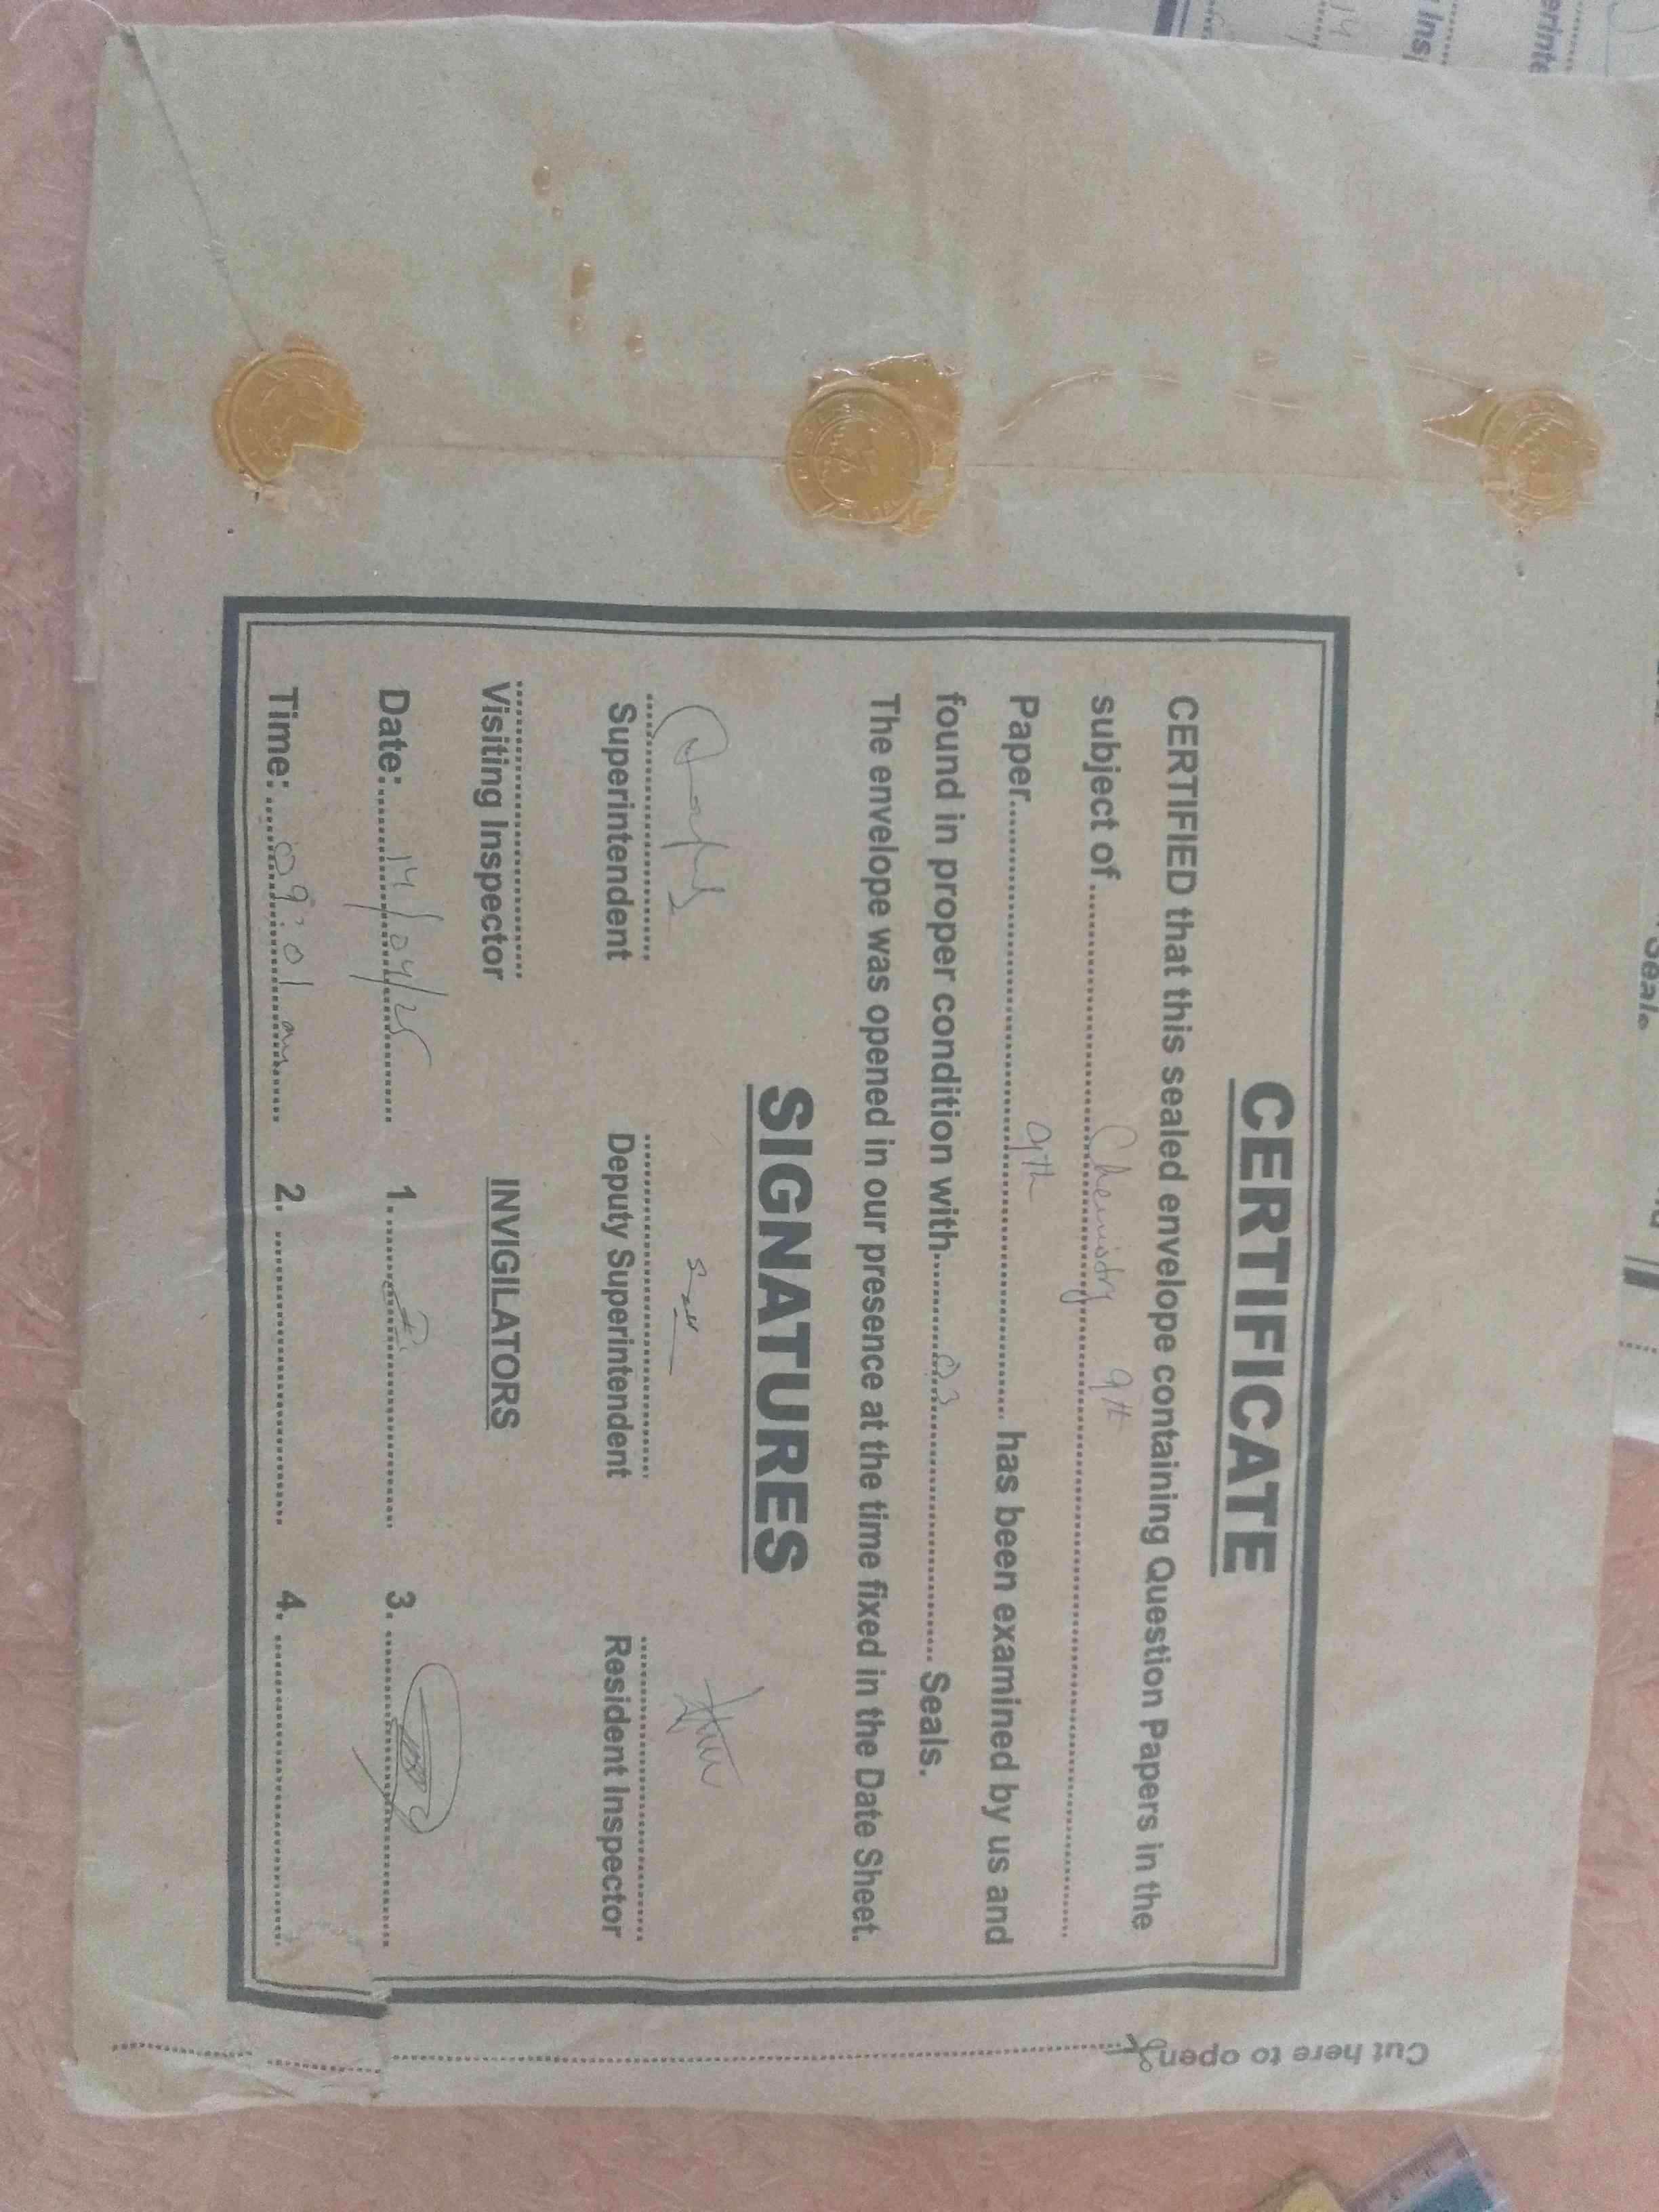 CERTIFICATE
CERTIFIED that this sealed envelope containing Question Papers in the
subject of..........Chemistry 9th..........
Paper..........9th.......... has been examined by us and
found in proper condition with..........03.......... Seals.
The envelope was opened in our presence at the time fixed in the Date Sheet.
SIGNATURES
Superintendent Deputy Superintendent Resident Inspector
Visiting Inspector INVIGILATORS
Date:..........14/04/25.......... 1. .......... 3. ..........
Time:..........09:01 am.......... 2. .......... 4. ..........
Cut here to open